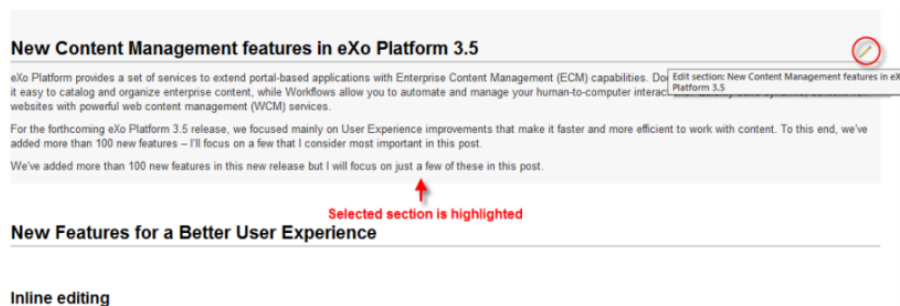 New Content Management features in eXo Platform 3.5
eXo Platform provides a set of services to extend portal-based applications with Enterprise Content Management (ECM) capabilities. Do
Edit section: New Content Management features in eX
Platform 3.5
it easy to catalog and organize enterprise content, while Workflows allow you to automate and manage your human-to-computer interac
websites with powerful web content management (WCM) services.
For the forthcoming eXo Platform 3.5 release, we focused mainly on User Experience improvements that make it faster and more efficient to work with content. To this end, we've
added more than 100 new features – I'll focus on a few that I consider most important in this post.
We've added more than 100 new features in this new release but I will focus on just a few of these in this post.
Selected section is highlighted
New Features for a Better User Experience
Inline editing